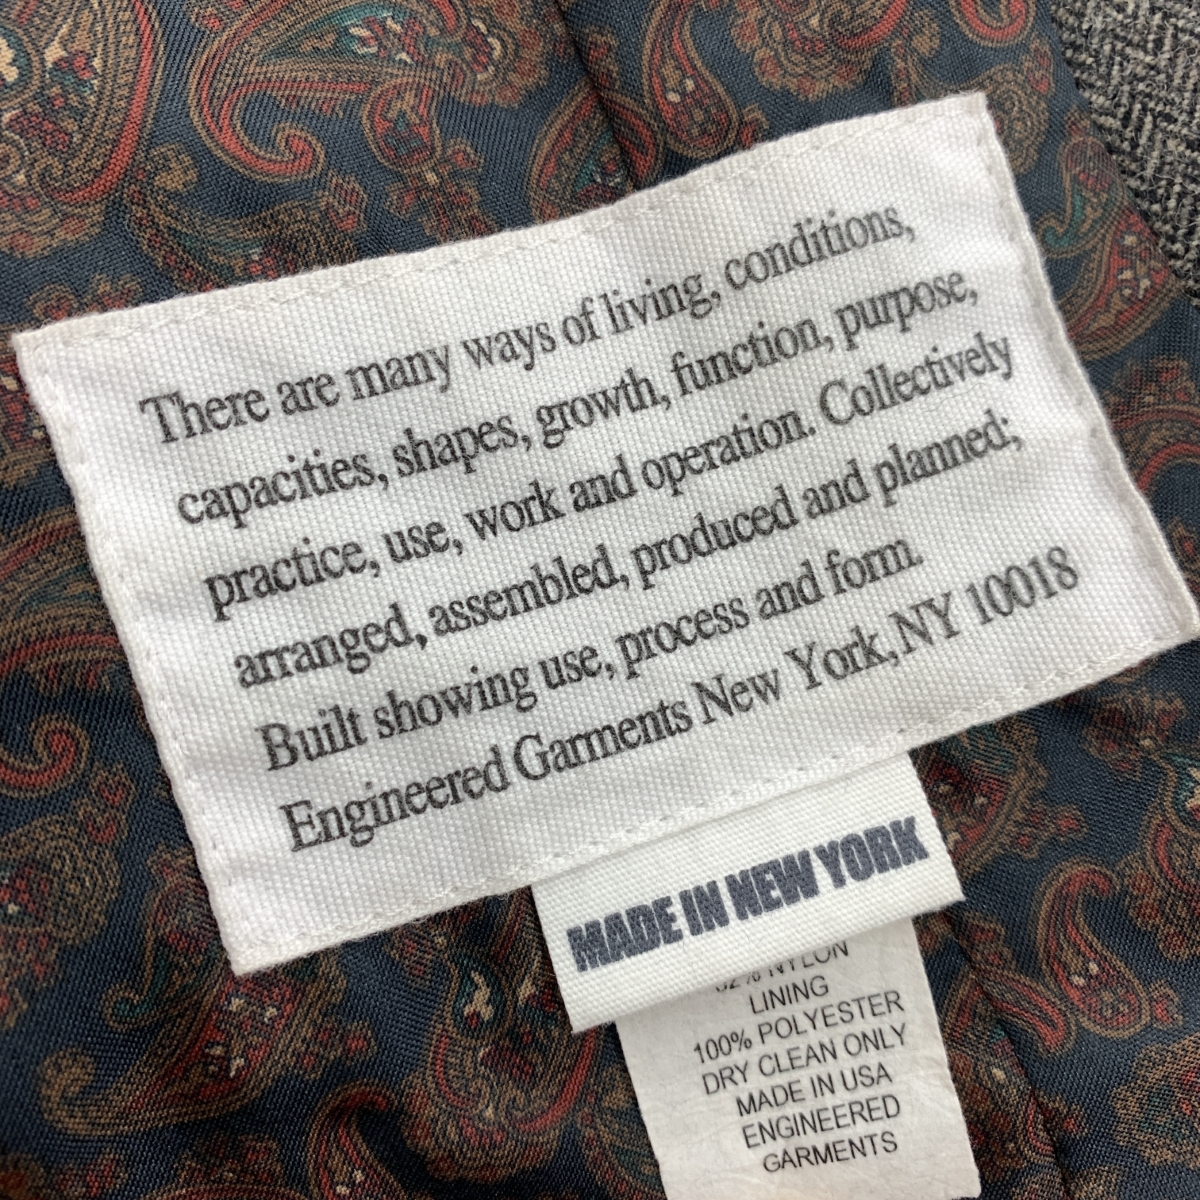 There are many ways of living, conditions,
capacities, shapes, growth, function, purpose,
practice, use, work and operation. Collectively
arranged, assembled, produced and planned;
Built showing use, process and form.
Engineered Garments New York, NY 10018
MADE IN NEW YORK
NYLON
LINING
100% POLYESTER
DRY CLEAN ONLY
MADE IN USA
ENGINEERED
GARMENTS